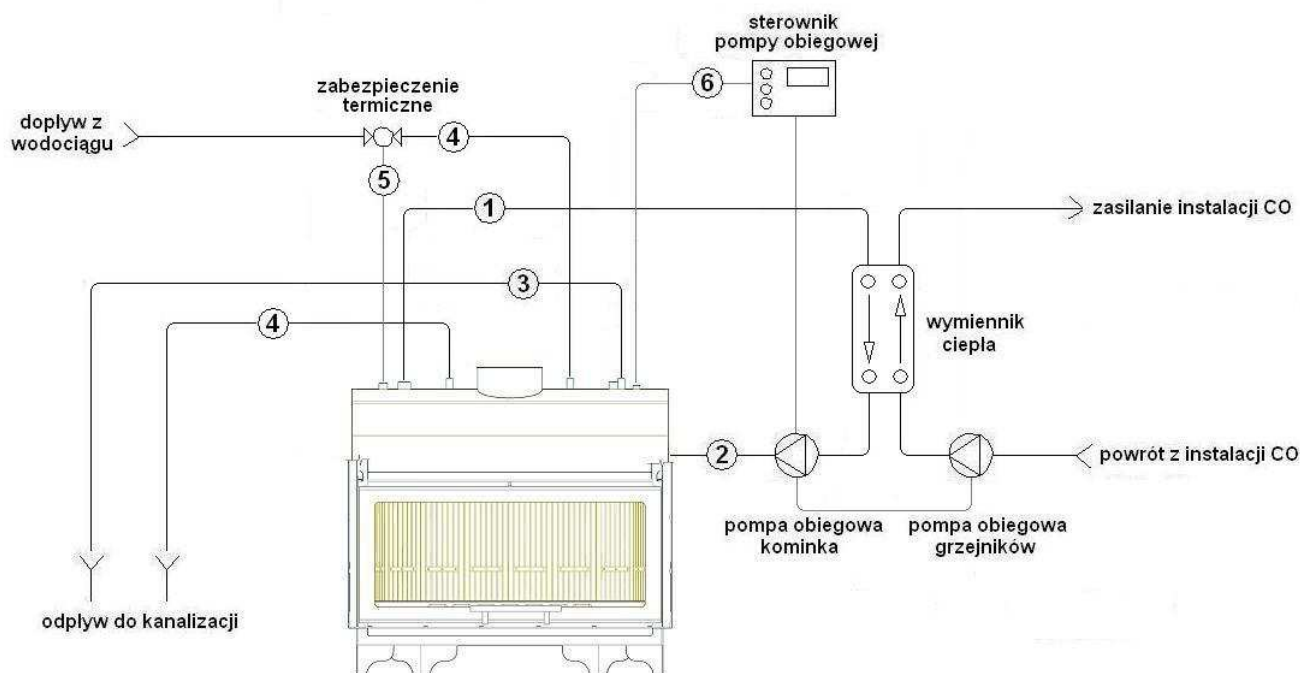 sterownik
pompy obiegowej
6
zabezpieczenie
termiczne
dopływ z
wodociągu
4
5
1
zasilanie instalacji CO
3
4
wymiennik
ciepła
2
powrót z instalacji CO
pompa obiegowa
kominka
pompa obiegowa
grzejników
odpływ do kanalizacji